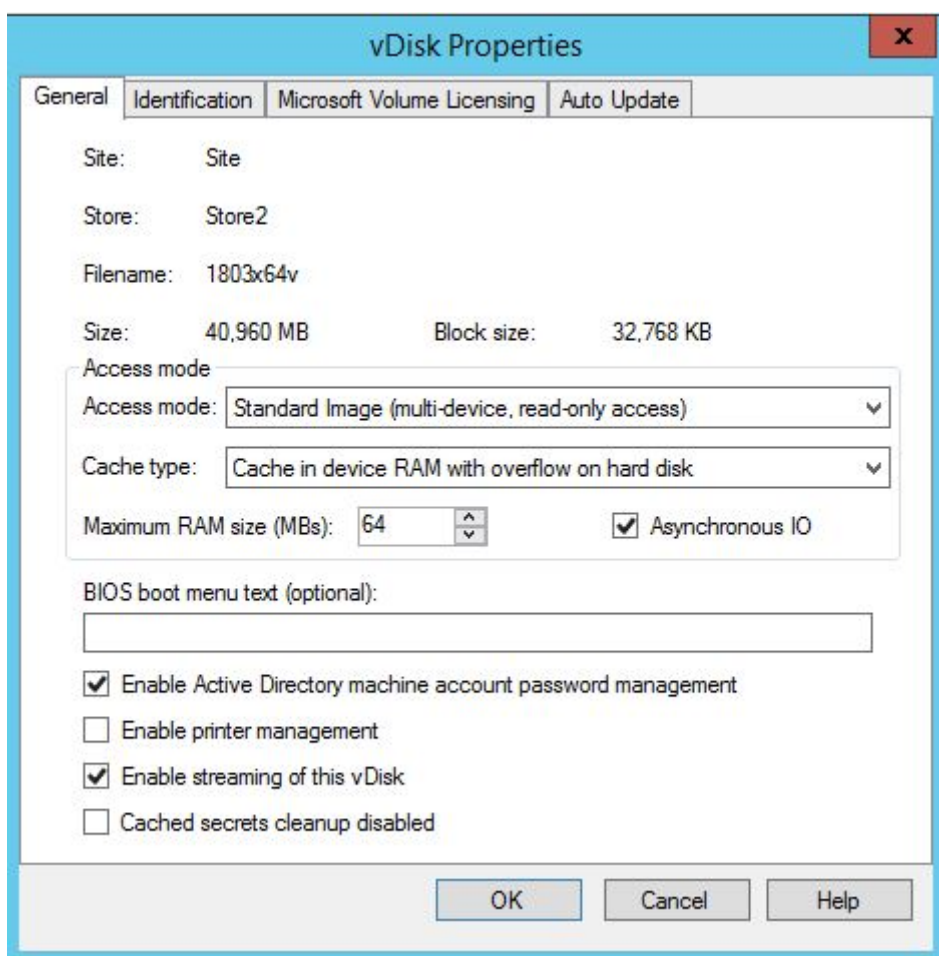 vDisk Properties
x
General Identification Microsoft Volume Licensing Auto Update
Site: Site
Store: Store2
Filename: 1803x64v
Size: 40,960 MB Block size: 32,768 KB
Access mode
Access mode: Standard Image (multi-device, read-only access)
Cache type: Cache in device RAM with overflow on hard disk
Maximum RAM size (MBs): 64 Asynchronous IO
BIOS boot menu text (optional):
Enable Active Directory machine account password management
Enable printer management
Enable streaming of this vDisk
Cached secrets cleanup disabled
OK Cancel Help